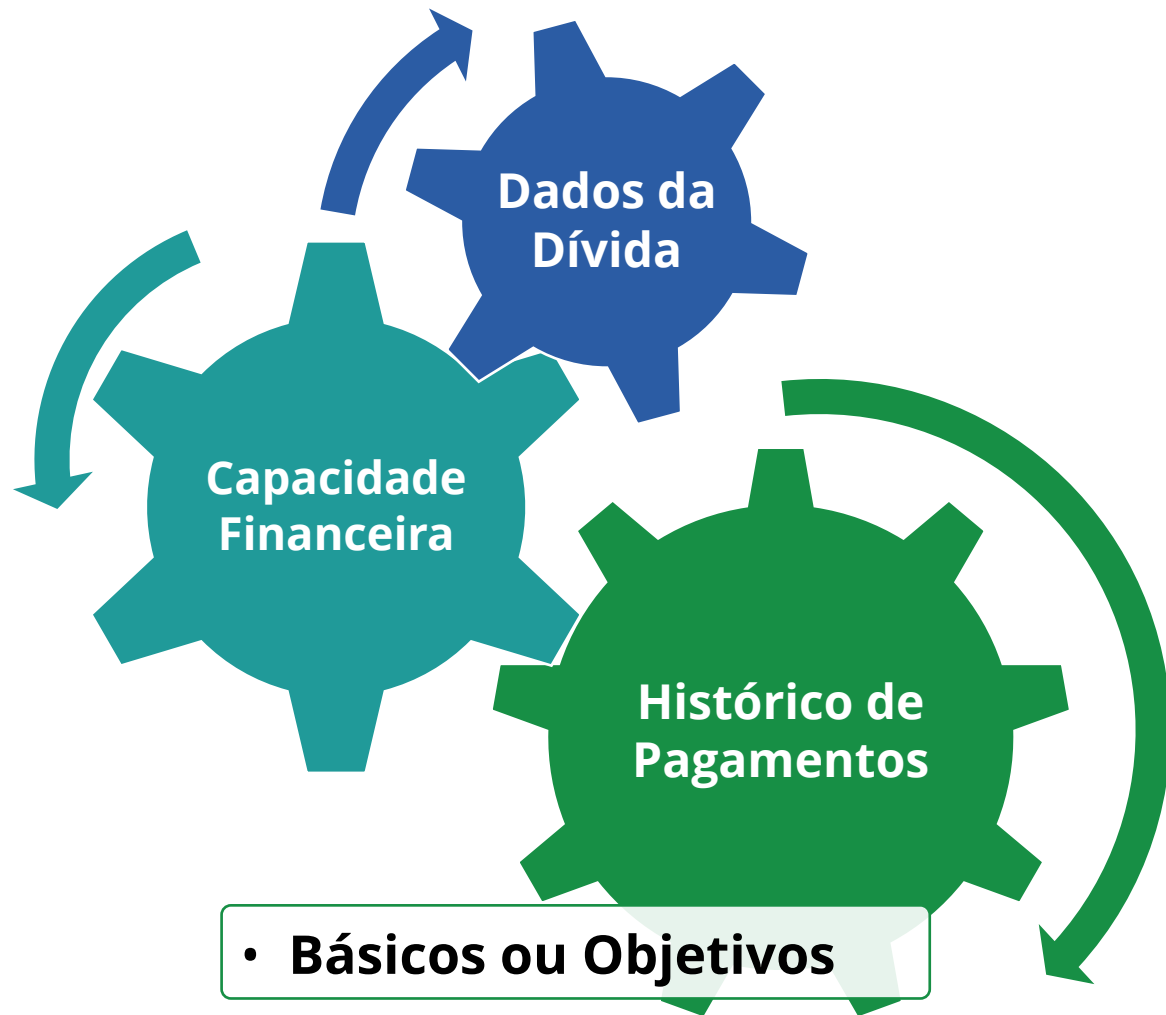 Dados da
Dívida
Capacidade
Financeira
Histórico de
Pagamentos
• Básicos ou Objetivos